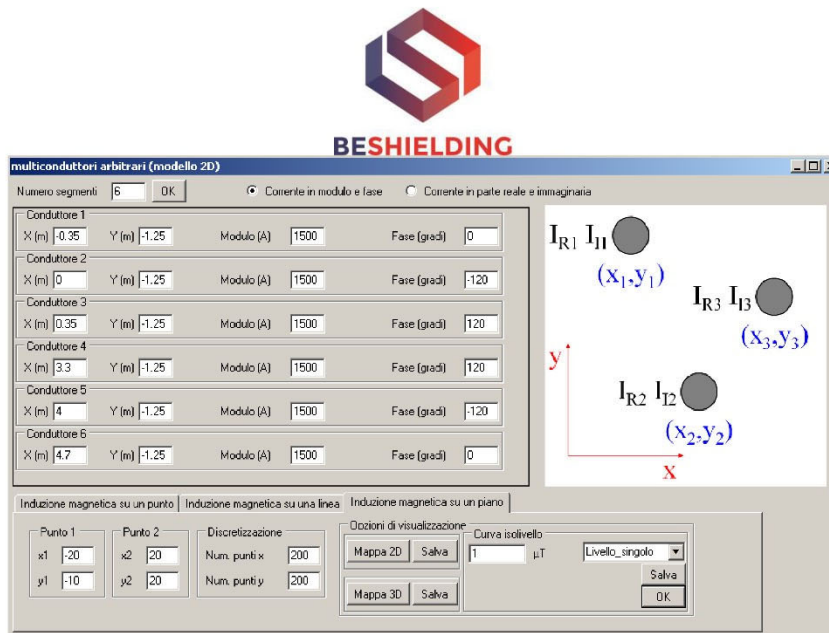 BESHIELDING
multiconduttori arbitrari (modello 2D)
Numero segmenti 6 OK Corrente in modulo e fase Corrente in parte reale e immaginaria
Conduttore 1
X (m) -0.35 Y (m) -1.25 Modulo (A) 1500 Fase (gradi) 0
Conduttore 2
X (m) 0 Y (m) -1.25 Modulo (A) 1500 Fase (gradi) -120
Conduttore 3
X (m) 0.35 Y (m) -1.25 Modulo (A) 1500 Fase (gradi) 120
Conduttore 4
X (m) 3.3 Y (m) -1.25 Modulo (A) 1500 Fase (gradi) 120
Conduttore 5
X (m) 4 Y (m) -1.25 Modulo (A) 1500 Fase (gradi) -120
Conduttore 6
X (m) 4.7 Y (m) -1.25 Modulo (A) 1500 Fase (gradi) 0
IR1 II1
(x1,y1)
IR3 II3
(x3,y3)
y
IR2 II2
(x2,y2)
x
Induzione magnetica su un punto Induzione magnetica su una linea Induzione magnetica su un piano
Punto 1 Punto 2 Discretizzazione Opzioni di visualizzazione
Curva isolivello
x1 -20 x2 20 Num. punti x 200 Mappa 2D Salva 1 μT Livello_singolo
Salva
y1 -10 y2 20 Num. punti y 200 Mappa 3D Salva OK